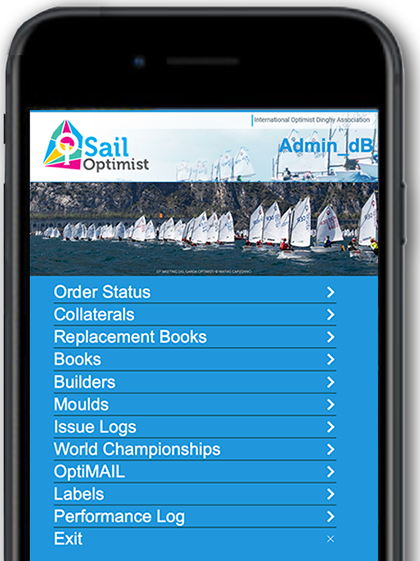 International Optimist Dinghy Association
Sail
Optimist
Admin_dB
Order Status
Collaterals
Replacement Books
Books
Builders
Moulds
Issue Logs
World Championships
OptiMAIL
Labels
Performance Log
Exit